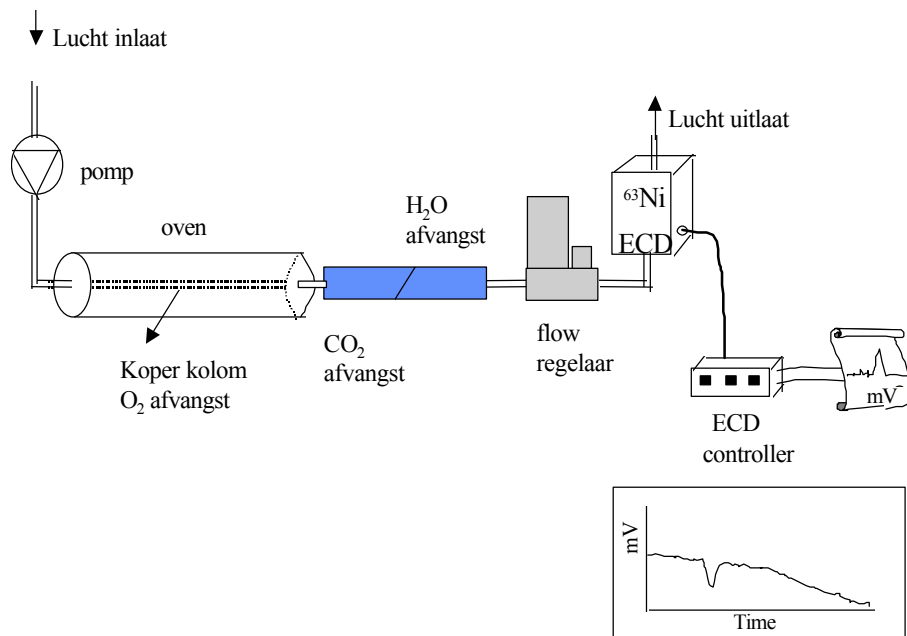 Lucht inlaat
pomp
oven
Koper kolom
O₂ afvangst
CO₂
afvangst
H₂O
afvangst
flow
regelaar
Lucht uitlaat
⁶³Ni
ECD
ECD
controller
mV
mV
Time